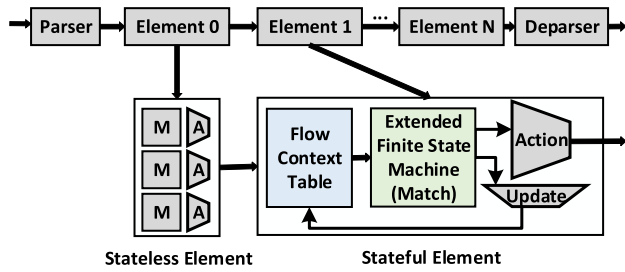 Parser
Element 0
Element 1
...
Element N
Deparser
M A
M A
M A
Flow
Context
Table
Extended
Finite State
Machine
(Match)
Action
Update
Stateless Element
Stateful Element